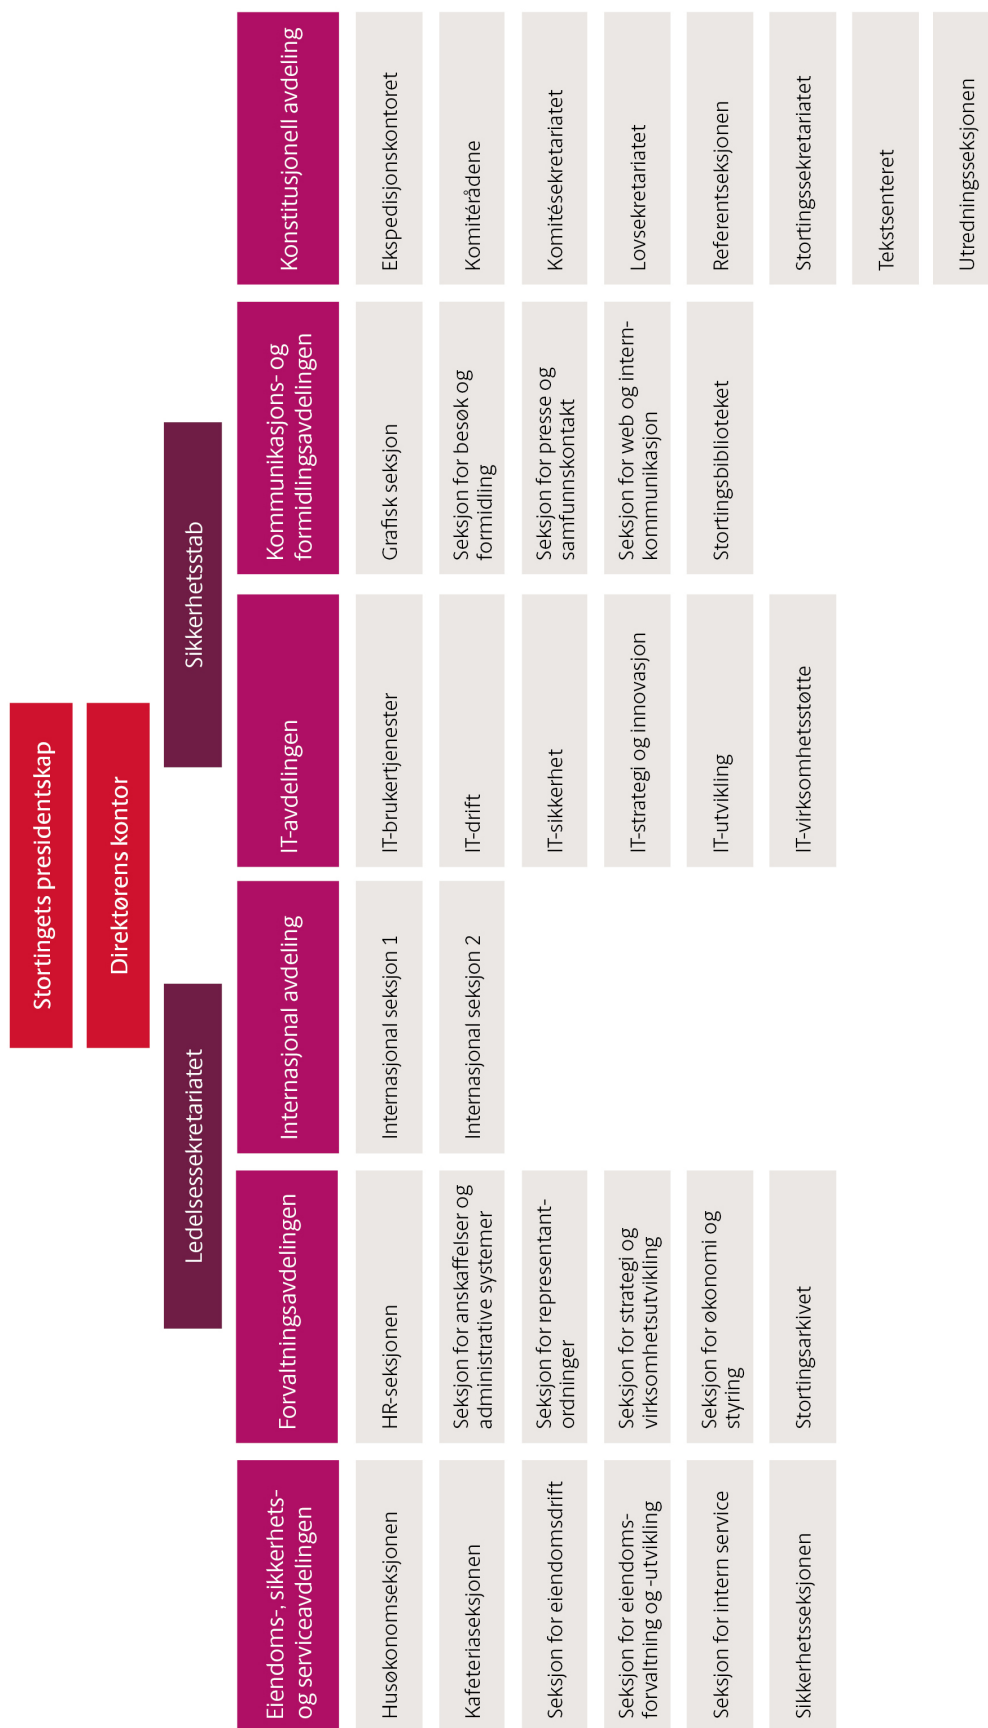 Stortingets presidentskap
Direktørens kontor
Ledelsessekretariatet
Sikkerhetsstab
Eiendoms-, sikkerhets-
og serviceavdelingen
Husøkonomseksjonen
Kafeteriaseksjonen
Seksjon for eiendomsdrift
Seksjon for eiendoms-
forvaltning og -utvikling
Seksjon for intern service
Sikkerhetsseksjonen
Forvaltningsavdelingen
HR-seksjonen
Seksjon for anskaffelser og
administrative systemer
Seksjon for representant-
ordninger
Seksjon for strategi og
virksomhetsutvikling
Seksjon for økonomi og
styring
Stortingsarkivet
Internasjonal avdeling
Internasjonal seksjon 1
Internasjonal seksjon 2
IT-avdelingen
IT-brukertjenester
IT-drift
IT-sikkerhet
IT-strategi og innovasjon
IT-utvikling
IT-virksomhetsstøtte
Kommunikasjons- og
formidlingsavdelingen
Grafisk seksjon
Seksjon for besøk og
formidling
Seksjon for presse og
samfunnskontakt
Seksjon for web og intern-
kommunikasjon
Stortingsbiblioteket
Konstitusjonell avdeling
Ekspedisjonskontoret
Komitérådene
Komitésekretariatet
Lovsekretariatet
Referentseksjonen
Stortingssekretariatet
Tekstsenteret
Utredningsseksjonen